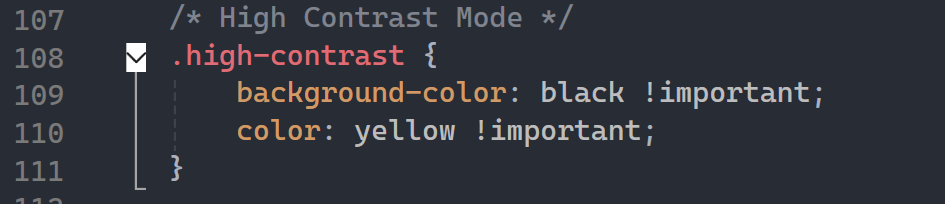 107 /* High Contrast Mode */
108 .high-contrast {
109 background-color: black !important;
110 color: yellow !important;
111 }